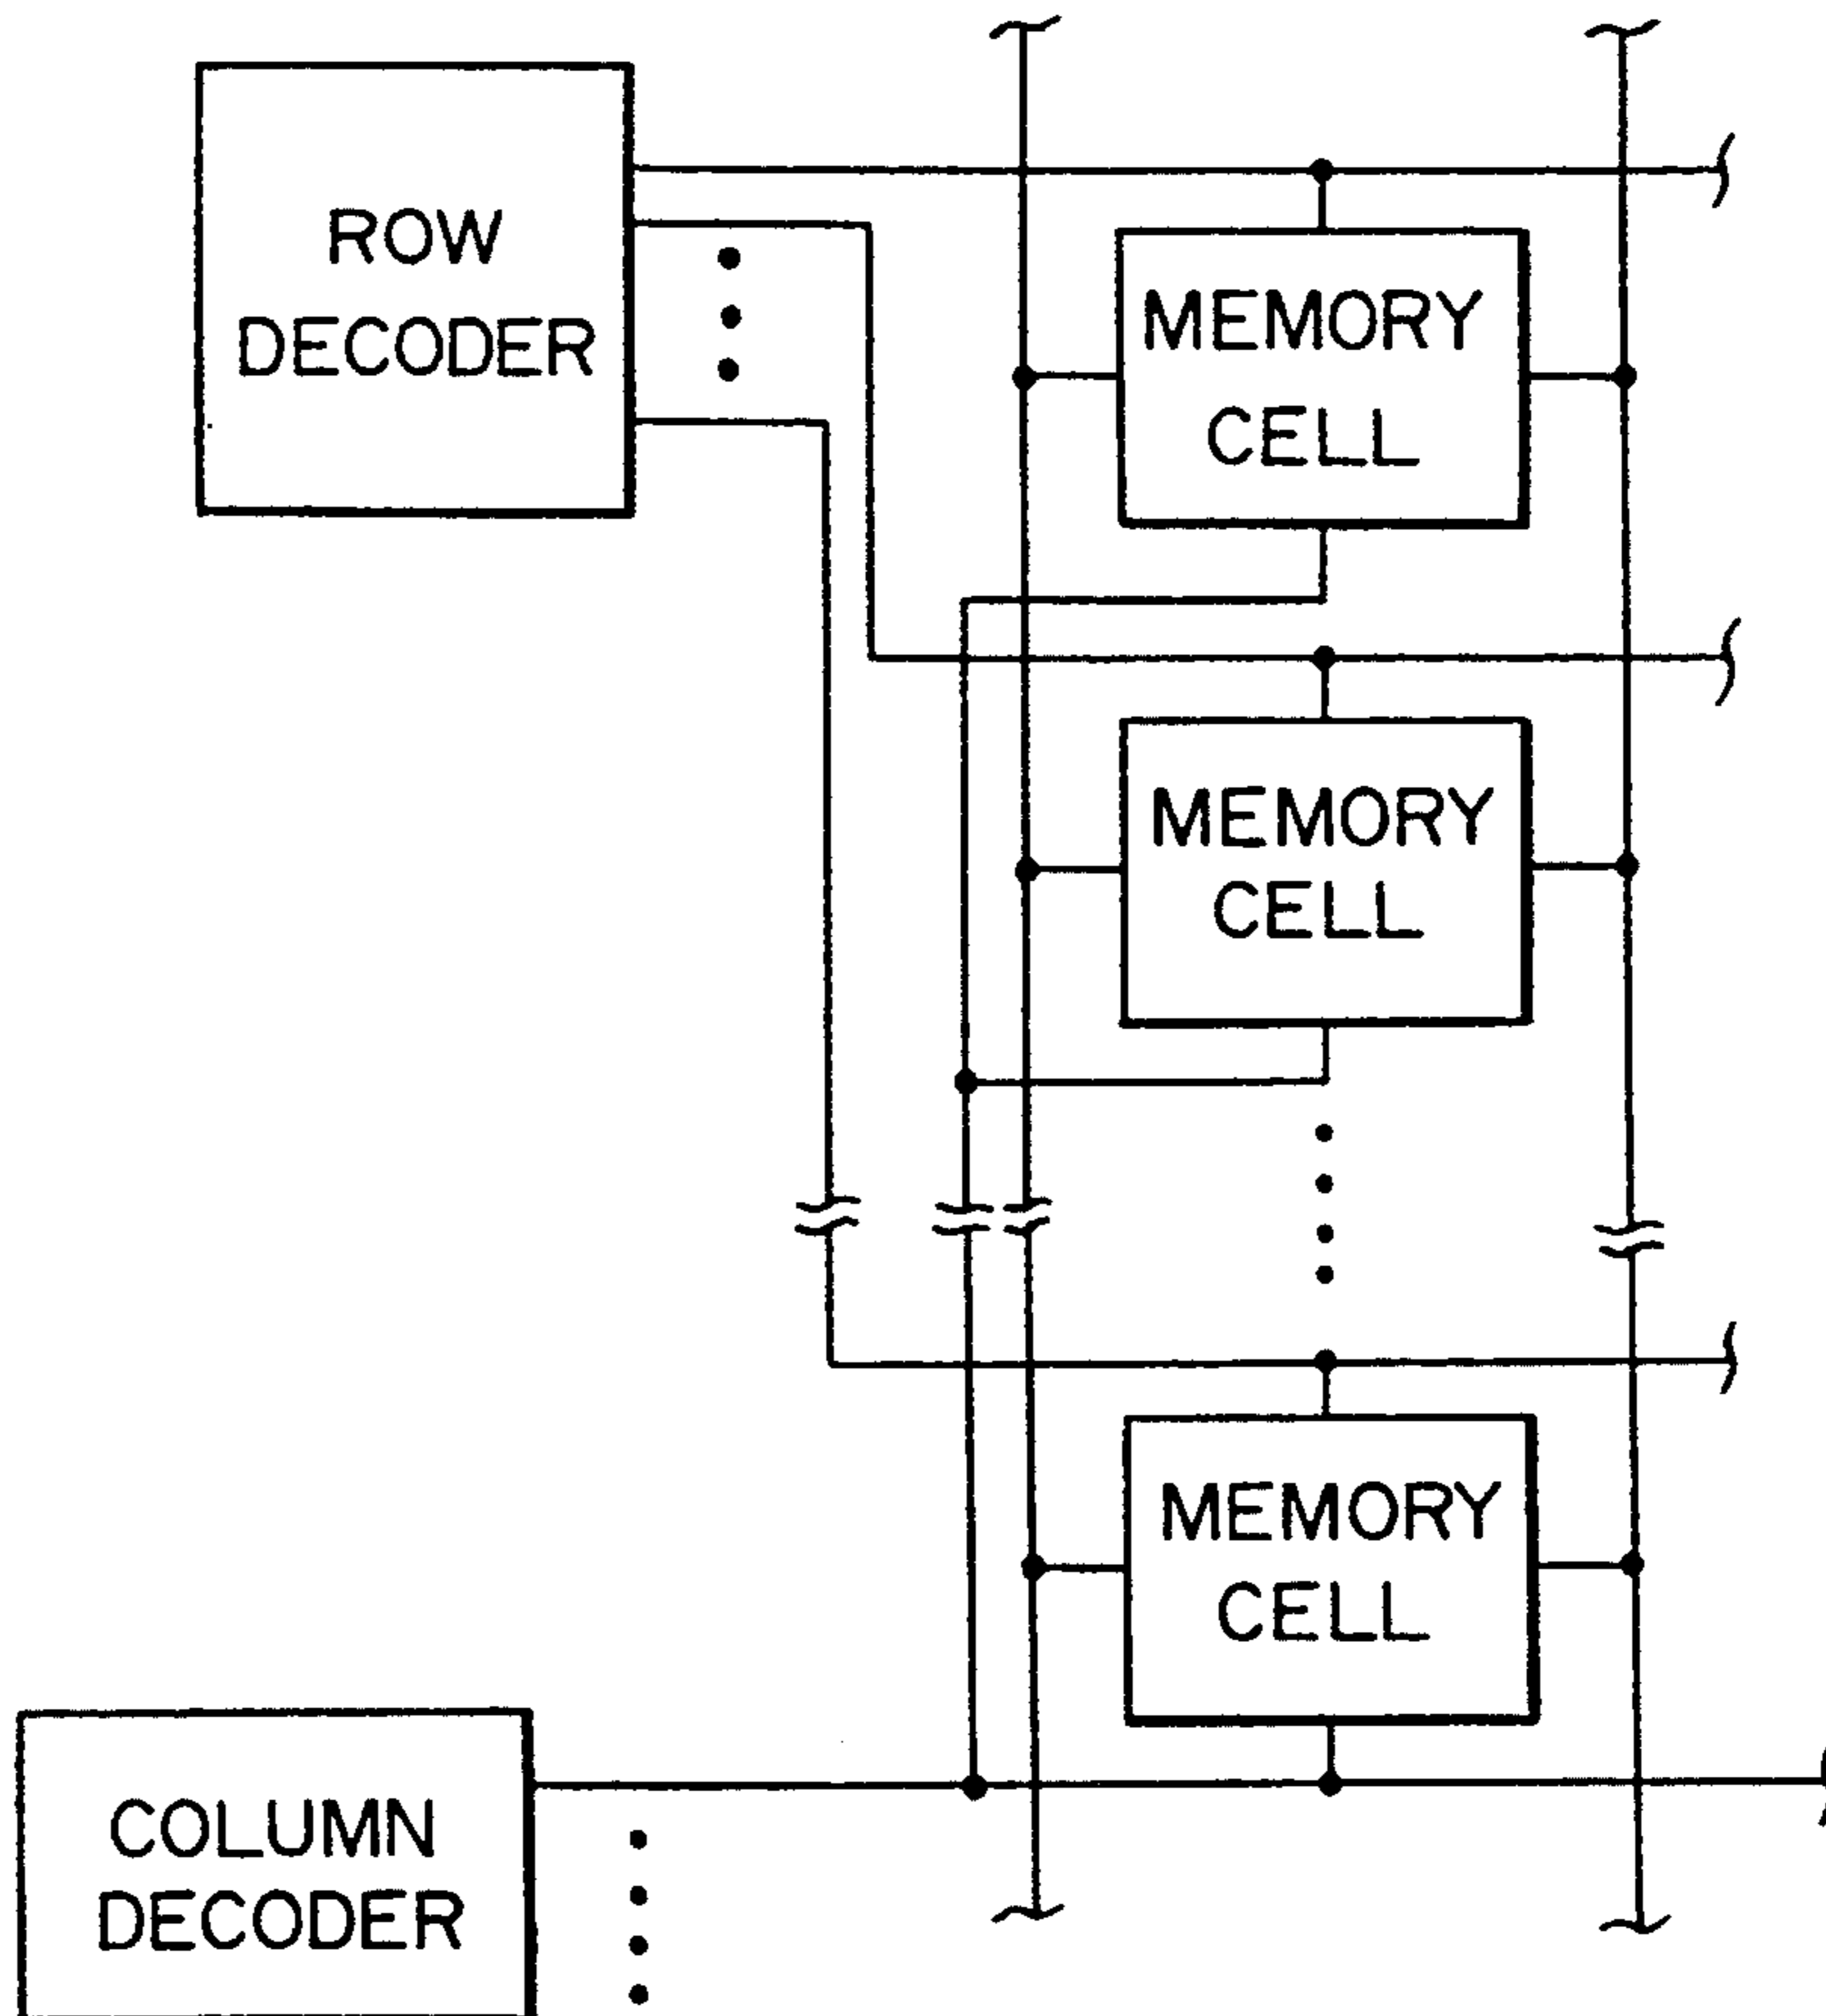 ROW
DECODER
MEMORY
CELL
MEMORY
CELL
MEMORY
CELL
COLUMN
DECODER